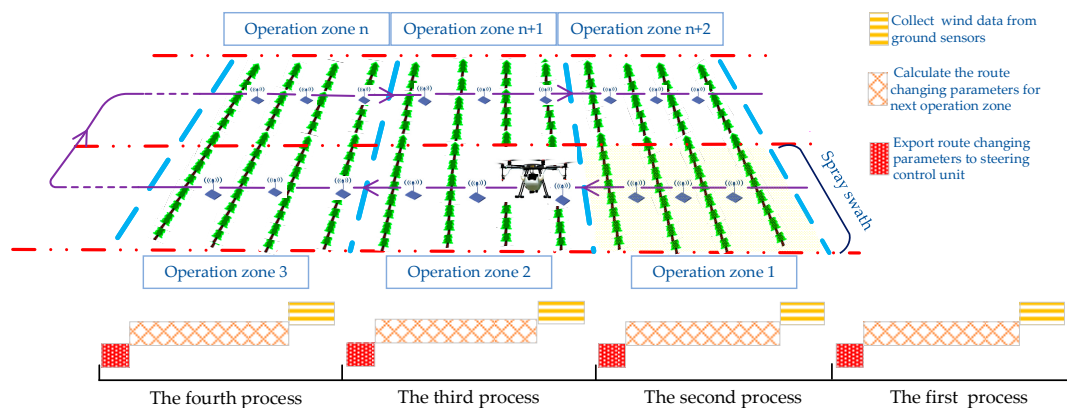 Operation zone n
Operation zone n+1
Operation zone n+2
Collect wind data from
ground sensors
Calculate the route
changing parameters for
next operation zone
Export route changing
parameters to steering
control unit
Spray swath
Operation zone 3
Operation zone 2
Operation zone 1
The fourth process
The third process
The second process
The first process